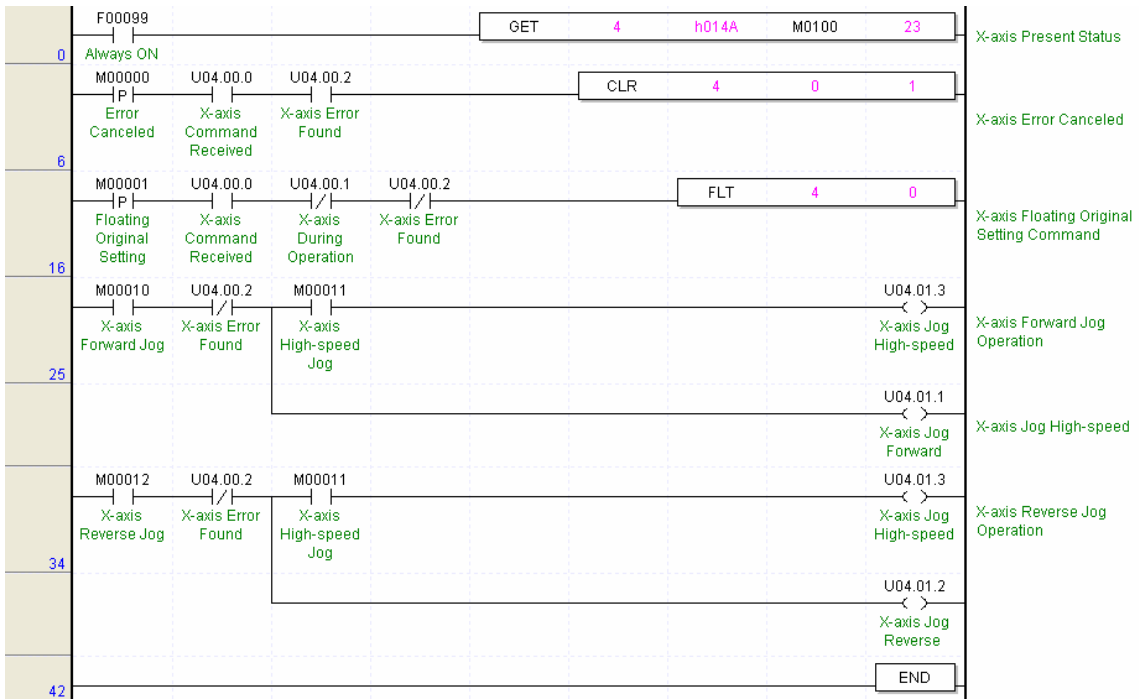 F00099
GET 4 h014A M0100 23
X-axis Present Status
0
Always ON
M00000 U04.00.0 U04.00.2
P
CLR 4 0 1
Error X-axis X-axis Error
X-axis Error Canceled
Canceled Command Found
Received
6
M00001 U04.00.0 U04.00.1 U04.00.2
P
FLT 4 0
Floating X-axis X-axis X-axis Error
X-axis Floating Original
Original Command During Found
Setting Command
Setting Received Operation
16
M00010 U04.00.2 M00011 U04.01.3
X-axis X-axis Error X-axis X-axis Jog
X-axis Forward Jog
Forward Jog Found High-speed High-speed
Operation
Jog
25
U04.01.1
X-axis Jog High-speed
X-axis Jog
Forward
M00012 U04.00.2 M00011 U04.01.3
X-axis X-axis Error X-axis X-axis Jog
X-axis Reverse Jog
Reverse Jog Found High-speed High-speed
Operation
Jog
34
U04.01.2
X-axis Jog
Reverse
END
42